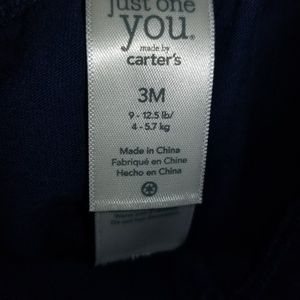 just one
you.
made by
carter's
3M
9 - 12.5 lb/
4 - 5.7 kg
Made in China
Fabriqué en Chine
Hecho en China